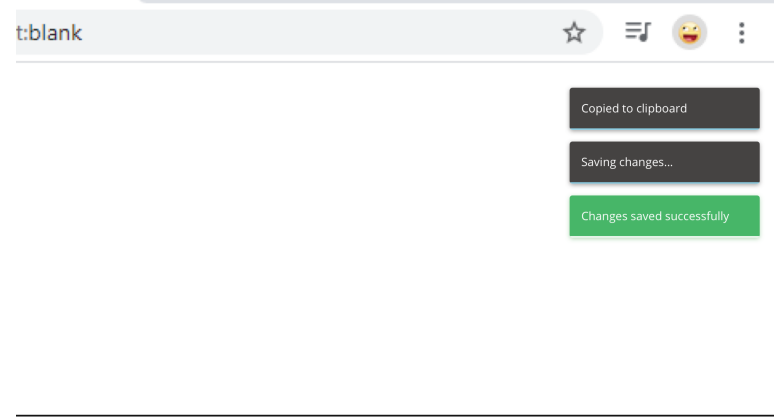 t:blank
Copied to clipboard
Saving changes...
Changes saved successfully